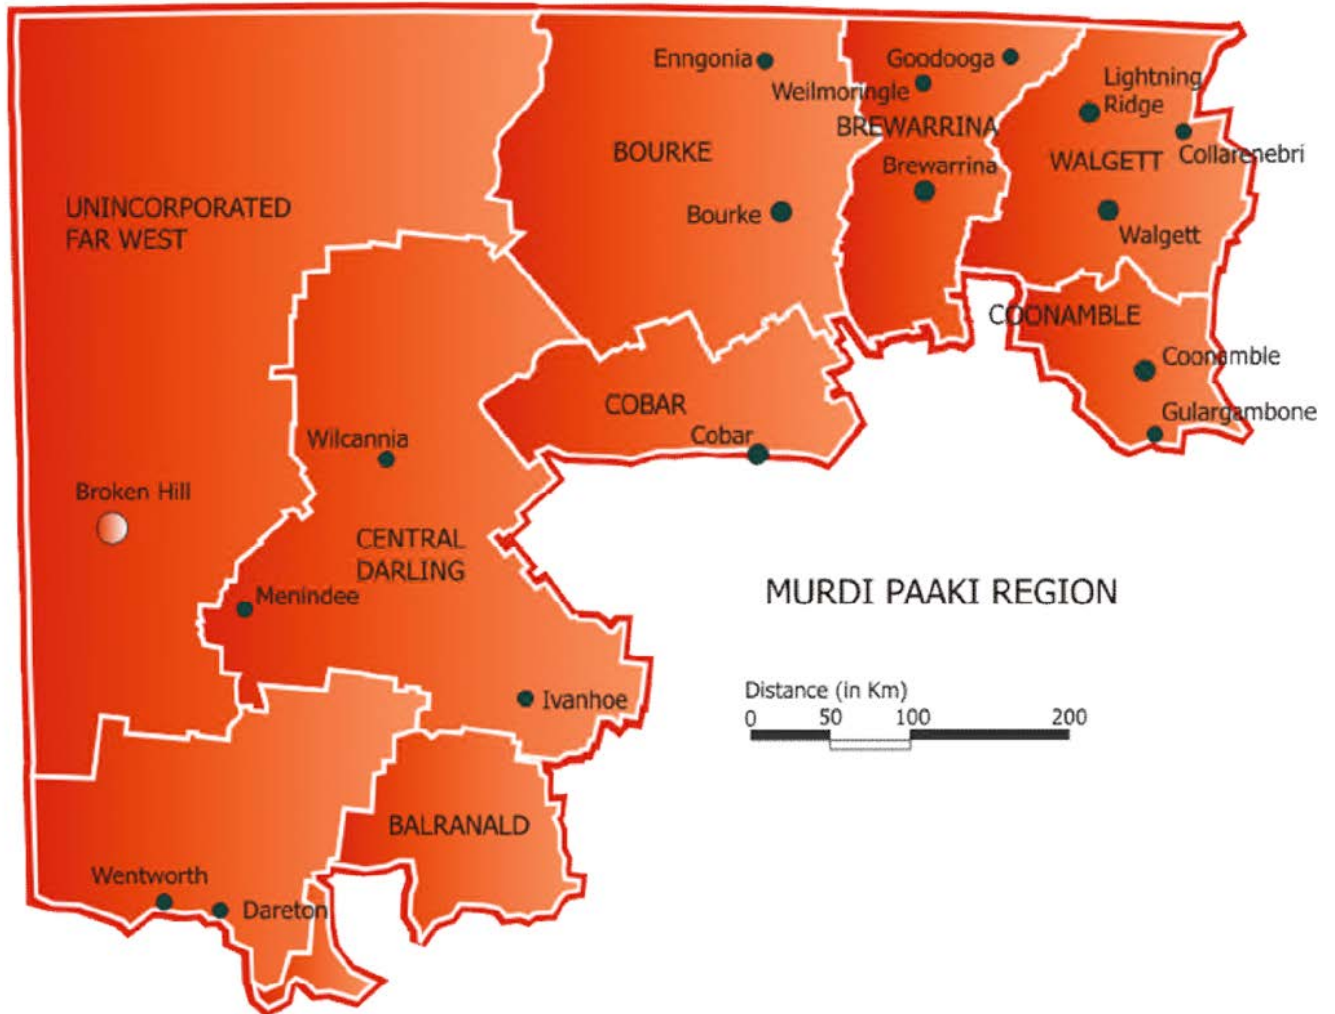 Enngonia
Goodooga
Weilmoringle
Lightning
Ridge
BREWARRINA
BOURKE
WALGETT
Collarenebri
Brewarrina
UNINCORPORATED
FAR WEST
Bourke
Walgett
COONAMBLE
Coonamble
COBAR
Gulargambone
Wilcannia
Cobar
Broken Hill
CENTRAL
DARLING
Menindee
MURDI PAAKI REGION
Ivanhoe
Distance (in Km)
0 50 100 200
BALRANALD
Wentworth
Dareton